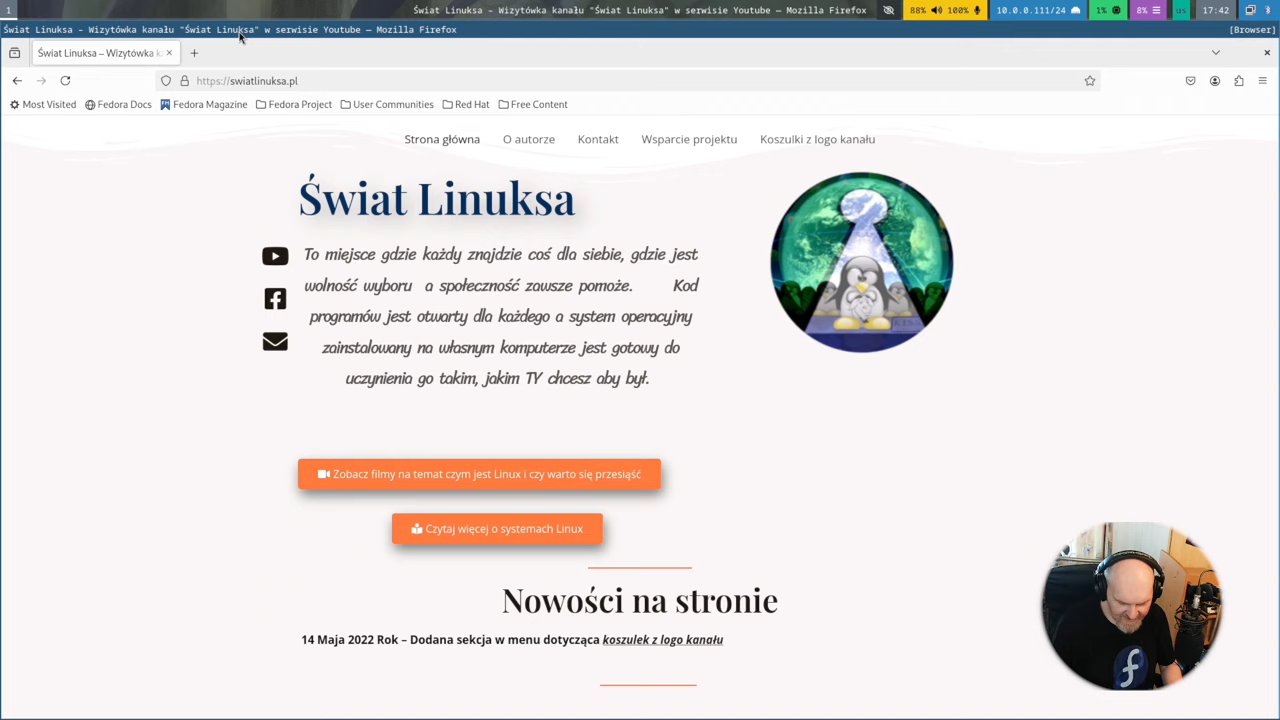 1
Świat Linuksa – Wizytówka kanału "Świat Linuksa" w serwisie Youtube — Mozilla Firefox
88% 100%
10.0.0.111/24
1%
8%
us
17:42
Świat Linuksa – Wizytówka kanału "Świat Linuksa" w serwisie Youtube — Mozilla Firefox
[Browser]
Świat Linuksa – Wizytówka ka
https://swiatlinuksa.pl
Most Visited
Fedora Docs
Fedora Magazine
Fedora Project
User Communities
Red Hat
Free Content
Strona główna
O autorze
Kontakt
Wsparcie projektu
Koszulki z logo kanału
Świat Linuksa
To miejsce gdzie każdy znajdzie coś dla siebie, gdzie jest
wolność wyboru a społeczność zawsze pomoże. Kod
programów jest otwarty dla każdego a system operacyjny
zainstalowany na własnym komputerze jest gotowy do
uczynienia go takim, jakim TY chcesz aby był.
Zobacz filmy na temat czym jest Linux i czy warto się przesiąść
Czytaj więcej o systemach Linux
Nowości na stronie
14 Maja 2022 Rok – Dodana sekcja w menu dotycząca koszulek z logo kanału